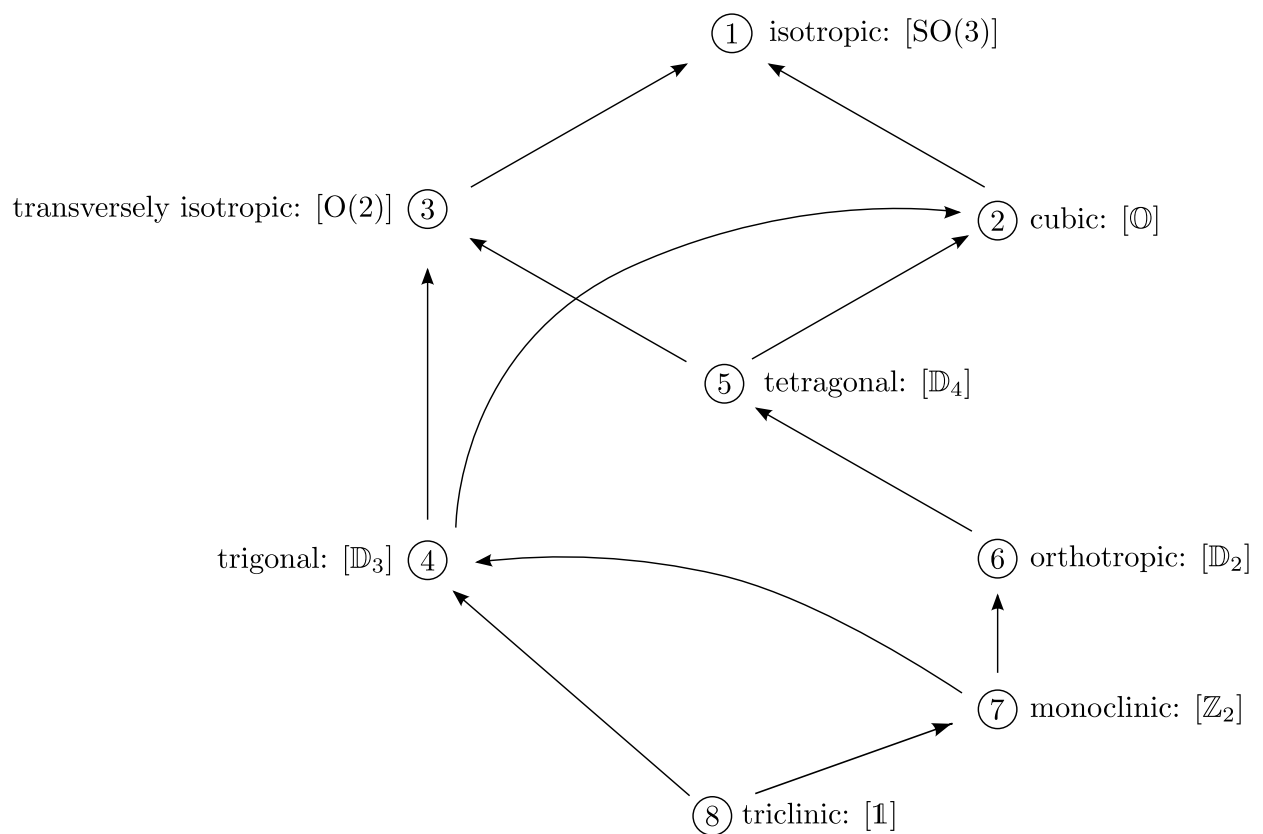 ① isotropic: [SO(3)]
transversely isotropic: [O(2)] ③
② cubic: [𝕆]
⑤ tetragonal: [𝔻₄]
trigonal: [𝔻₃] ④
⑥ orthotropic: [𝔻₂]
⑦ monoclinic: [ℤ₂]
⑧ triclinic: [𝟙]